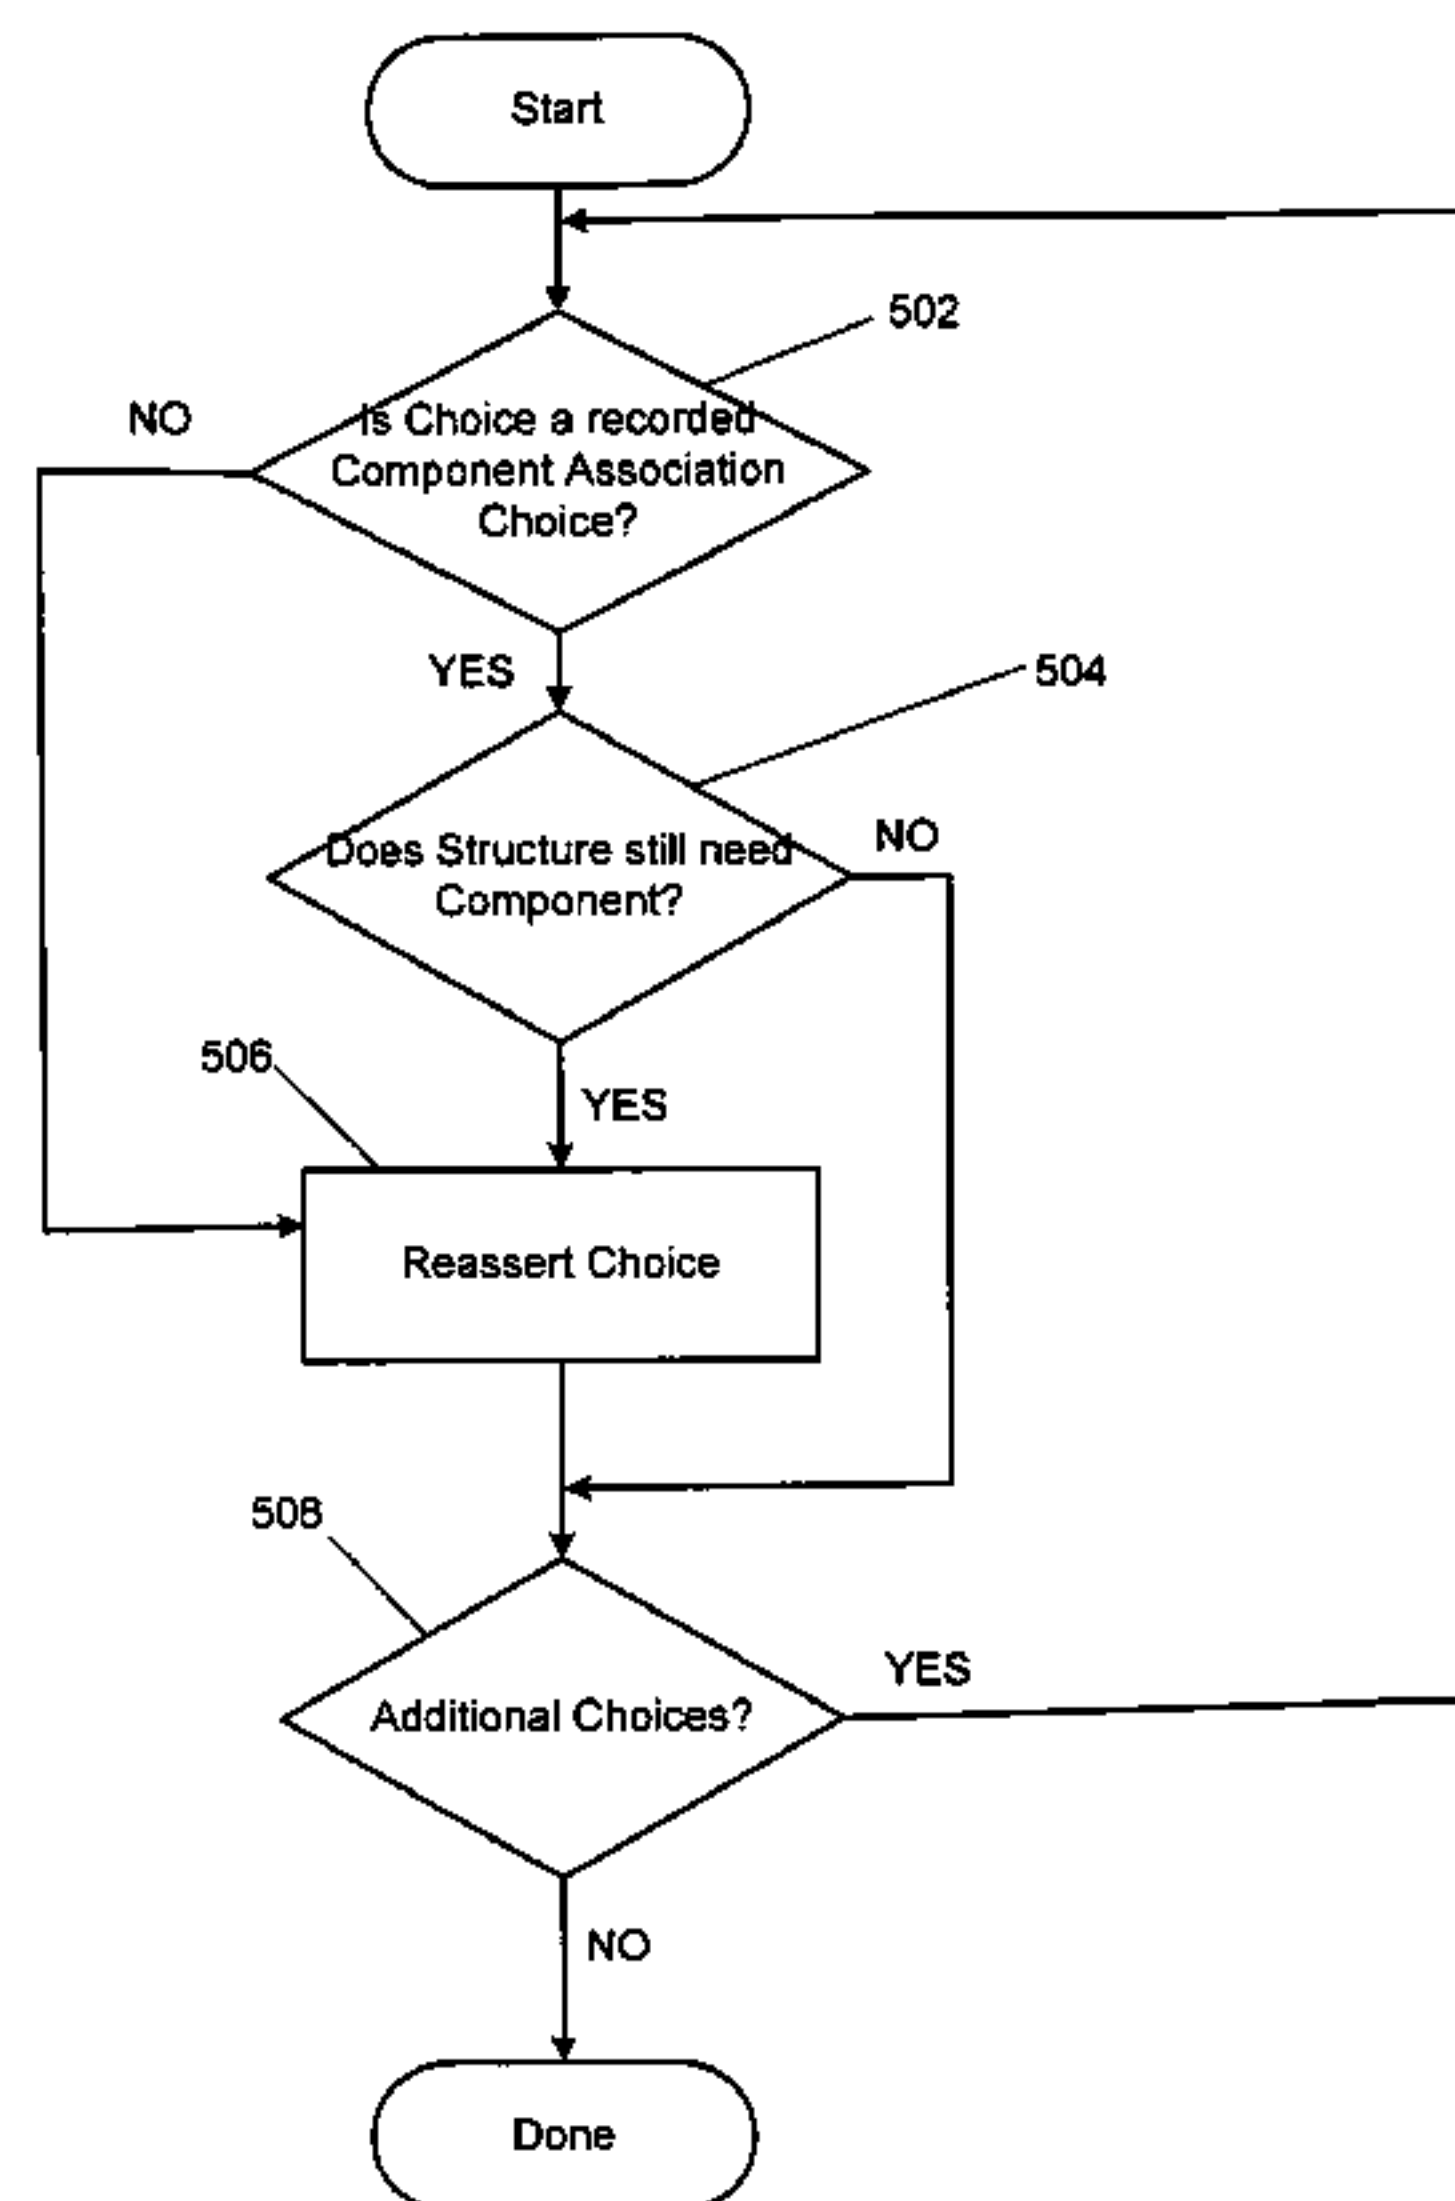 Start
502
NO
Is Choice a recorded
Component Association
Choice?
YES
504
NO
Does Structure still need
Component?
506
YES
Reassert Choice
508
YES
Additional Choices?
NO
Done